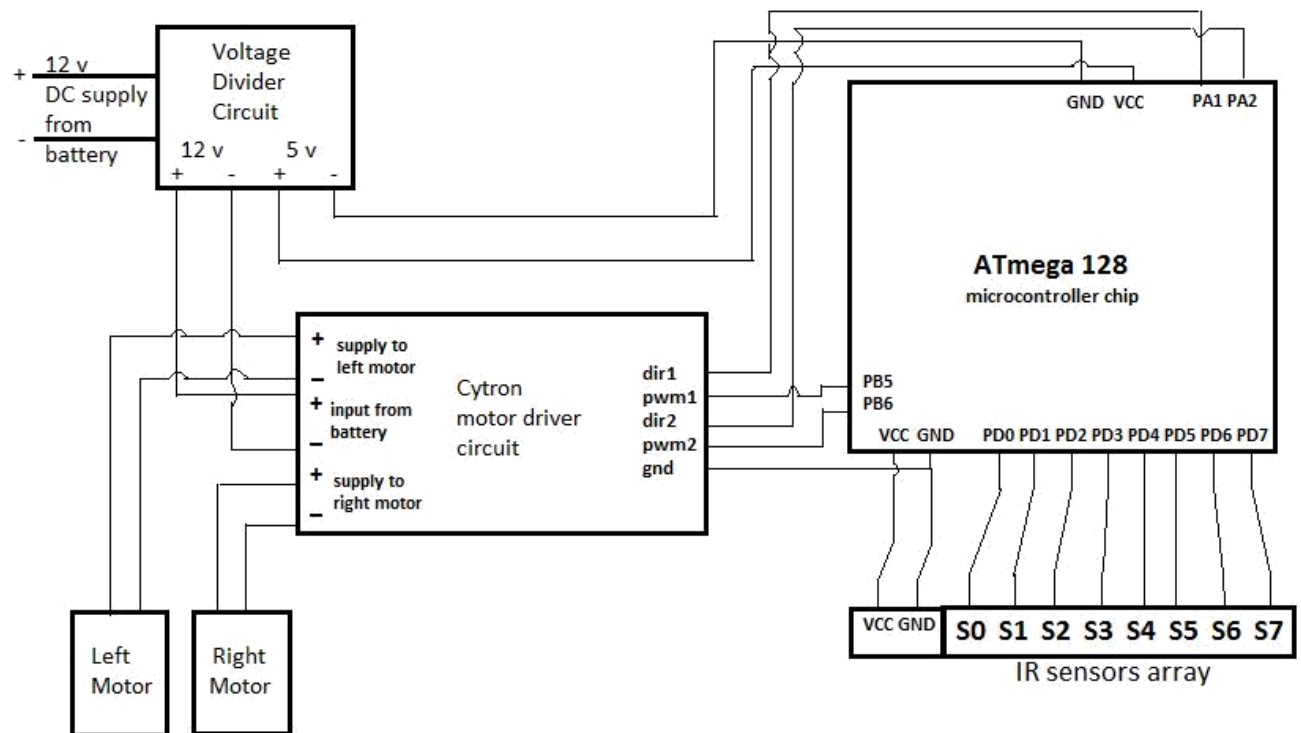 Voltage
Divider
Circuit
+ 12 v
DC supply
from
- battery
12 v 5 v
+ - + -
GND VCC PA1 PA2
ATmega 128
microcontroller chip
PB5
PB6
VCC GND PD0 PD1 PD2 PD3 PD4 PD5 PD6 PD7
+ supply to
left motor
-
+ input from
battery
-
+ supply to
right motor
-
Cytron
motor driver
circuit
dir1
pwm1
dir2
pwm2
gnd
Left
Motor
Right
Motor
VCC GND S0 S1 S2 S3 S4 S5 S6 S7
IR sensors array